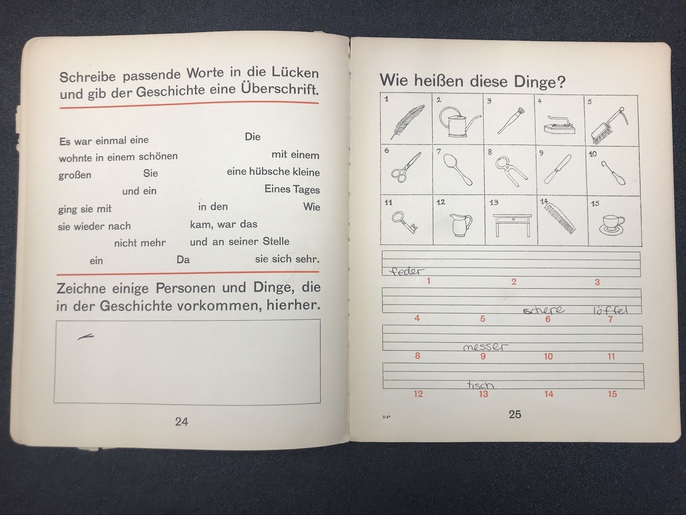 Schreibe passende Worte in die Lücken
und gib der Geschichte eine Überschrift.
Es war einmal eine Die
wohnte in einem schönen mit einem
großen Sie eine hübsche kleine
und ein Eines Tages
ging sie mit in den Wie
sie wieder nach kam, war das
nicht mehr und an seiner Stelle
ein Da sie sich sehr.
Zeichne einige Personen und Dinge, die
in der Geschichte vorkommen, hierher.
24
Wie heißen diese Dinge?
1 2 3 4 5
6 7 8 9 10
11 12 13 14 15
feder
1 2 3
schere löffel
4 5 6 7
messer
8 9 10 11
tisch
12 13 14 15
25